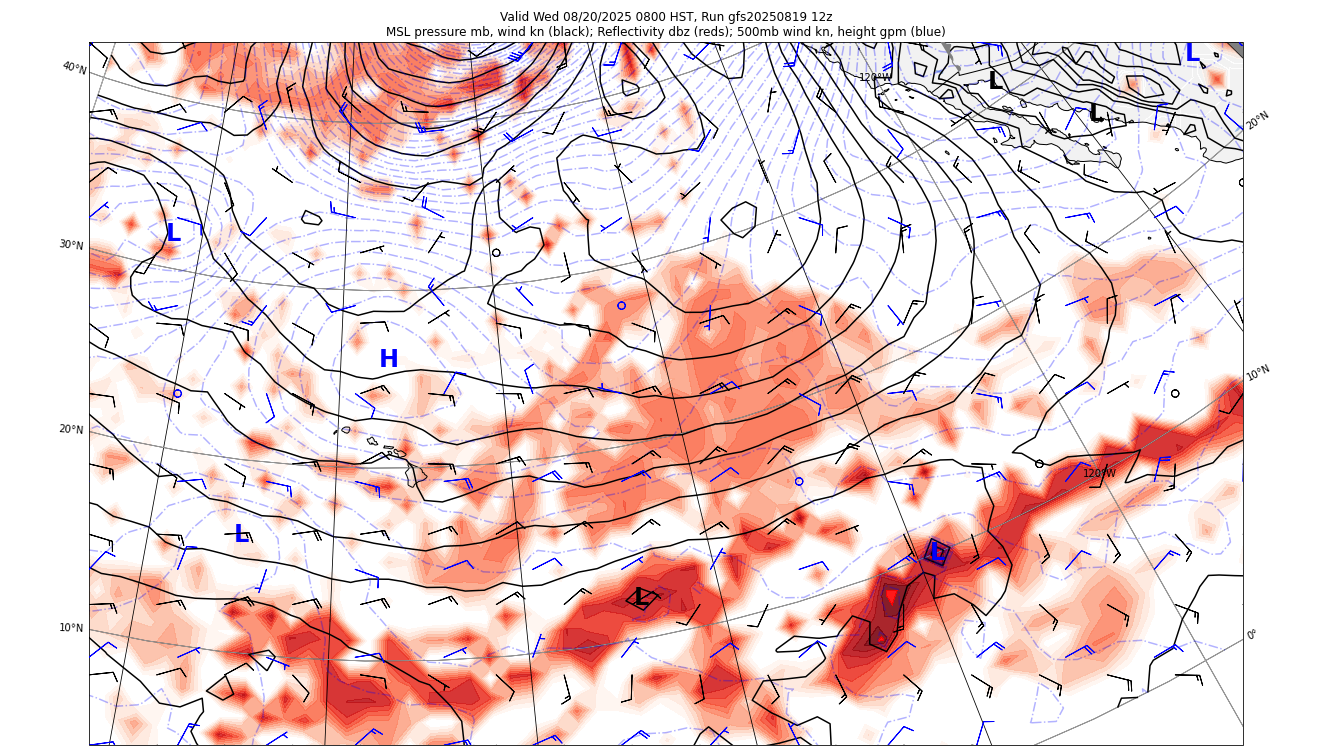 Valid Wed 08/20/2025 0800 HST, Run gfs20250819 12z
MSL pressure mb, wind kn (black); Reflectivity dbz (reds); 500mb wind kn, height gpm (blue)
40°N
120°W
L
L
L
20°N
L
30°N
H
10°N
20°N
120°W
L
L
L
10°N
0°